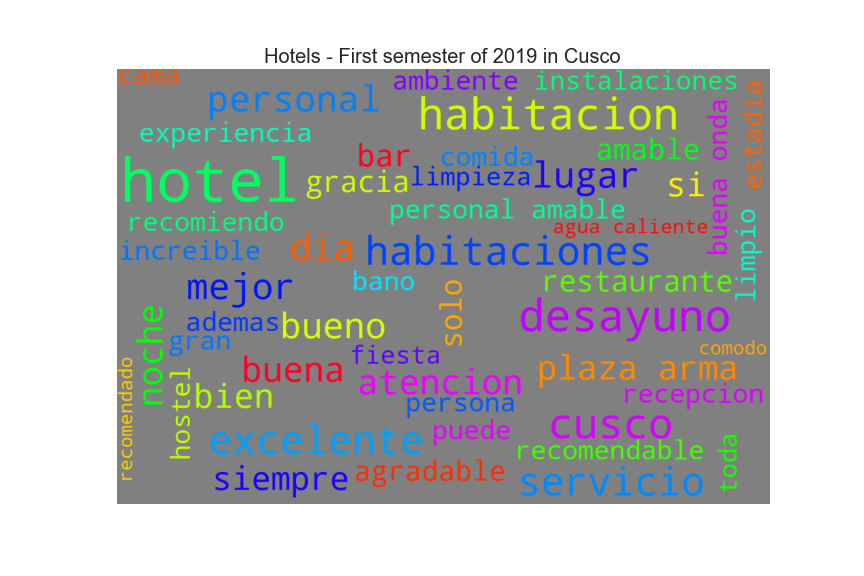 Hotels - First semester of 2019 in Cusco
cama
ambiente
instalaciones
personal
habitacion
experiencia
onda
estadia
bar
comida
amable
hotel
gracia
limpieza
lugar
si
recomiendo
personal amable
agua caliente
buena
limpio
increible
dia
habitaciones
mejor
bano
solo
restaurante
ademas
bueno
desayuno
noche
gran
fiesta
comodo
recomendado
hostel
bien
buena
atencion
plaza arma
persona
recepcion
excelente
puede
cusco
recomendable
toda
siempre
agradable
servicio